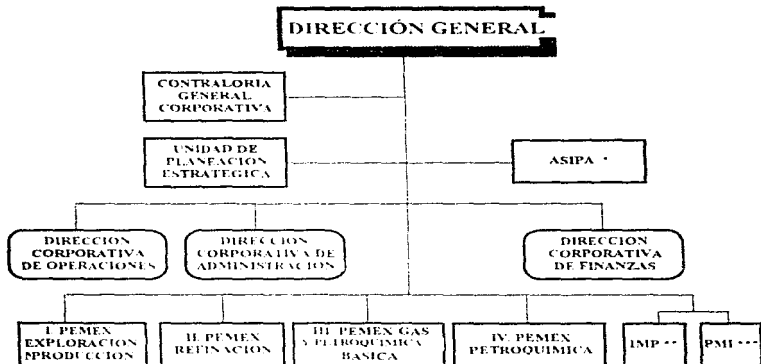 DIRECCIÓN GENERAL
CONTRALORIA
GENERAL
CORPORATIVA
UNIDAD DE
PLANEACION
ESTRATEGICA
ASIPA *
DIRECCION
CORPORATIVA
DE OPERACIONES
DIRECCION
CORPORATIVA DE
ADMINISTRACION
DIRECCION
CORPORATIVA
DE FINANZAS
I. PEMEX
EXPLORACION
PRODUCCION
II. PEMEX
REFINACION
III. PEMEX GAS
Y PETROQUIMICA
BASICA
IV. PEMEX
PETROQUIMICA
IMP **
PMI ***